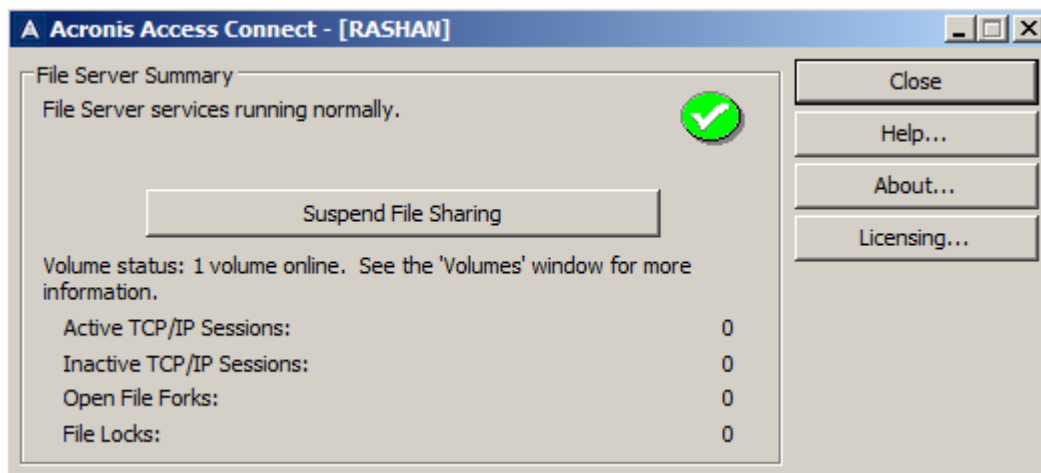 Acronis Access Connect - [RASHAN]
File Server Summary
File Server services running normally.
Suspend File Sharing
Volume status: 1 volume online.  See the 'Volumes' window for more
information.
Active TCP/IP Sessions: 0
Inactive TCP/IP Sessions: 0
Open File Forks: 0
File Locks: 0
Close
Help...
About...
Licensing...